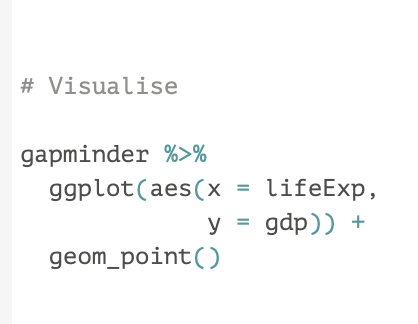 # Visualise
gapminder %>%
  ggplot(aes(x = lifeExp,
             y = gdp)) +
  geom_point()